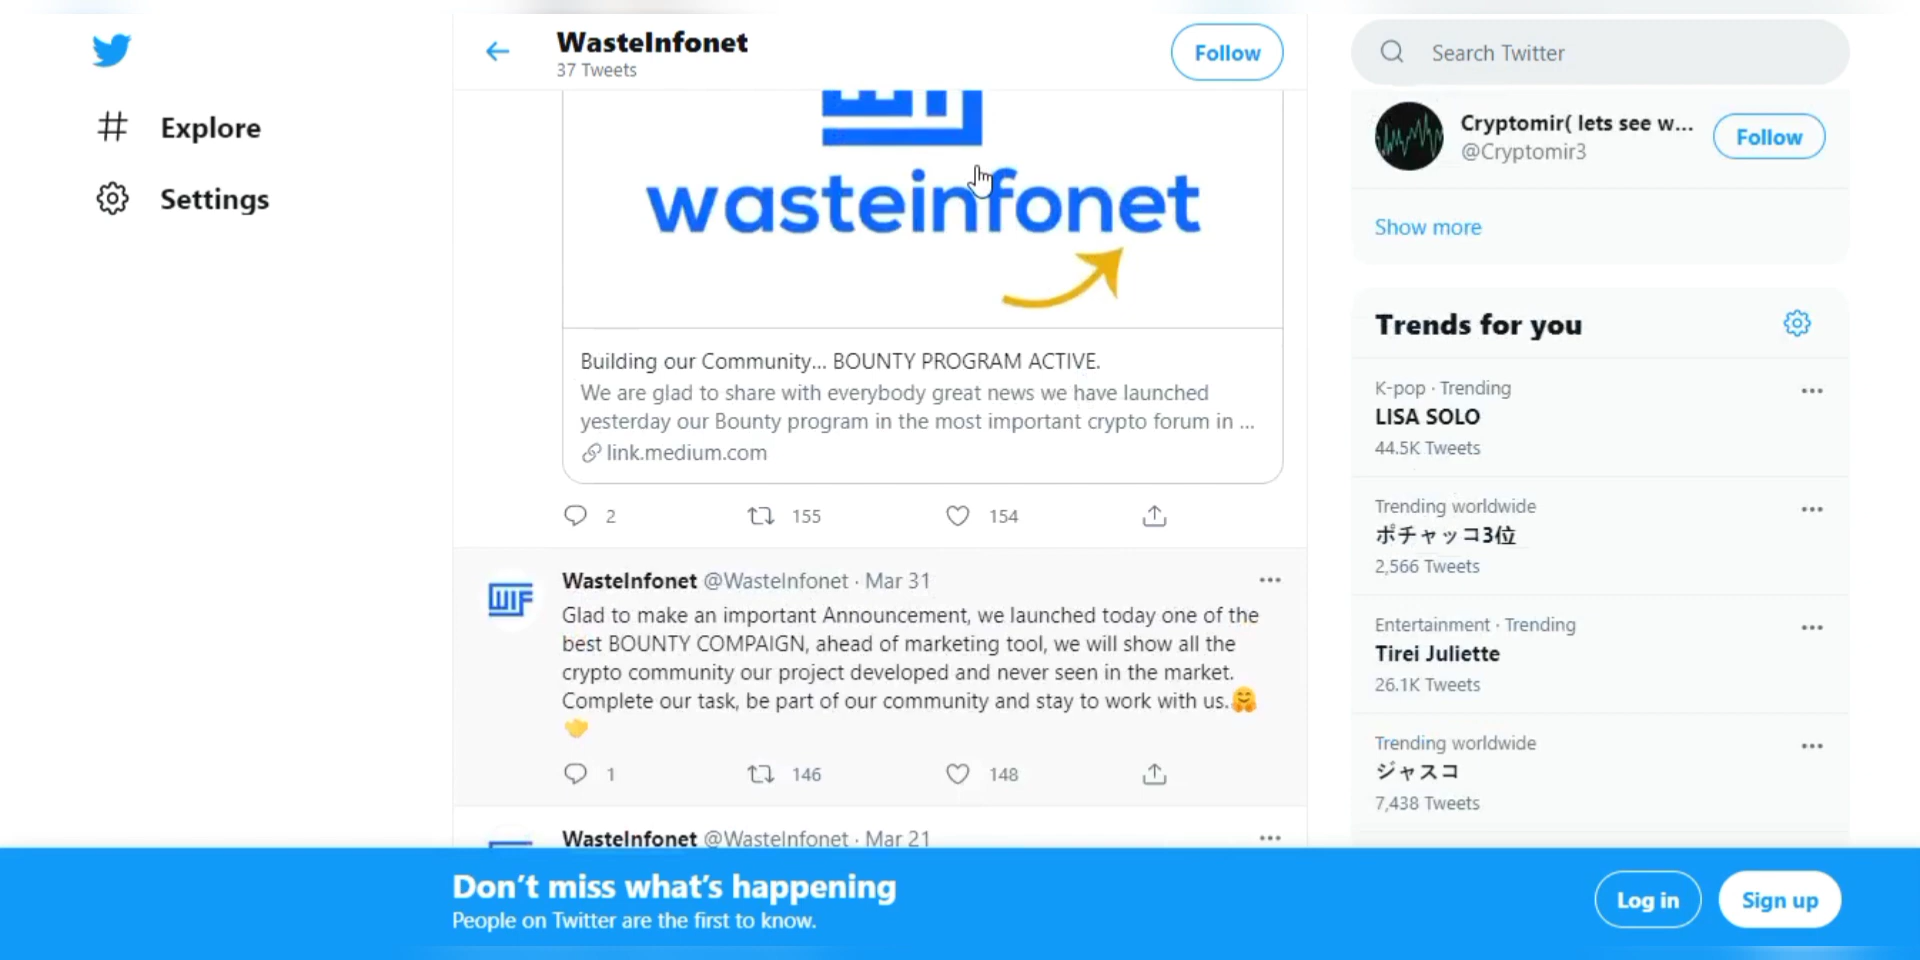 WasteInfonet
37 Tweets
Follow
Search Twitter
Explore
Settings
WIF
wasteinfonet
Building our Community... BOUNTY PROGRAM ACTIVE.
We are glad to share with everybody great news we have launched
yesterday our Bounty program in the most important crypto forum in ...
link.medium.com
2 155 154
WIF
WasteInfonet @WasteInfonet · Mar 31
Glad to make an important Announcement, we launched today one of the
best BOUNTY COMPAIGN, ahead of marketing tool, we will show all the
crypto community our project developed and never seen in the market.
Complete our task, be part of our community and stay to work with us.🤗
🤝
1 146 148
WasteInfonet @WasteInfonet · Mar 21
Cryptomir( lets see w...
@Cryptomir3
Follow
Show more
Trends for you
K-pop · Trending
LISA SOLO
44.5K Tweets
Trending worldwide
ポチャッコ3位
2,566 Tweets
Entertainment · Trending
Tirei Juliette
26.1K Tweets
Trending worldwide
ジャスコ
7,438 Tweets
Don't miss what's happening
People on Twitter are the first to know.
Log in
Sign up